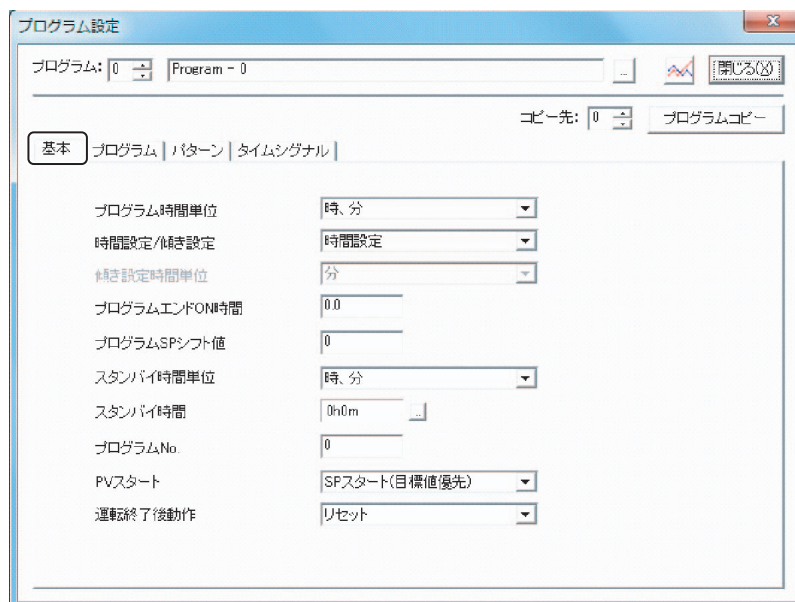 プログラム設定
プログラム: 0 Program - 0 ... 閉じる(X)
コピー先: 0 プログラムコピー
基本 プログラム パターン タイムシグナル
プログラム時間単位 時、分
時間設定/傾き設定 時間設定
傾き設定時間単位 分
プログラムエンドON時間 0.0
プログラムSPシフト値 0
スタンバイ時間単位 時、分
スタンバイ時間 0h0m ...
プログラムNo. 0
PVスタート SPスタート(目標値優先)
運転終了後動作 リセット